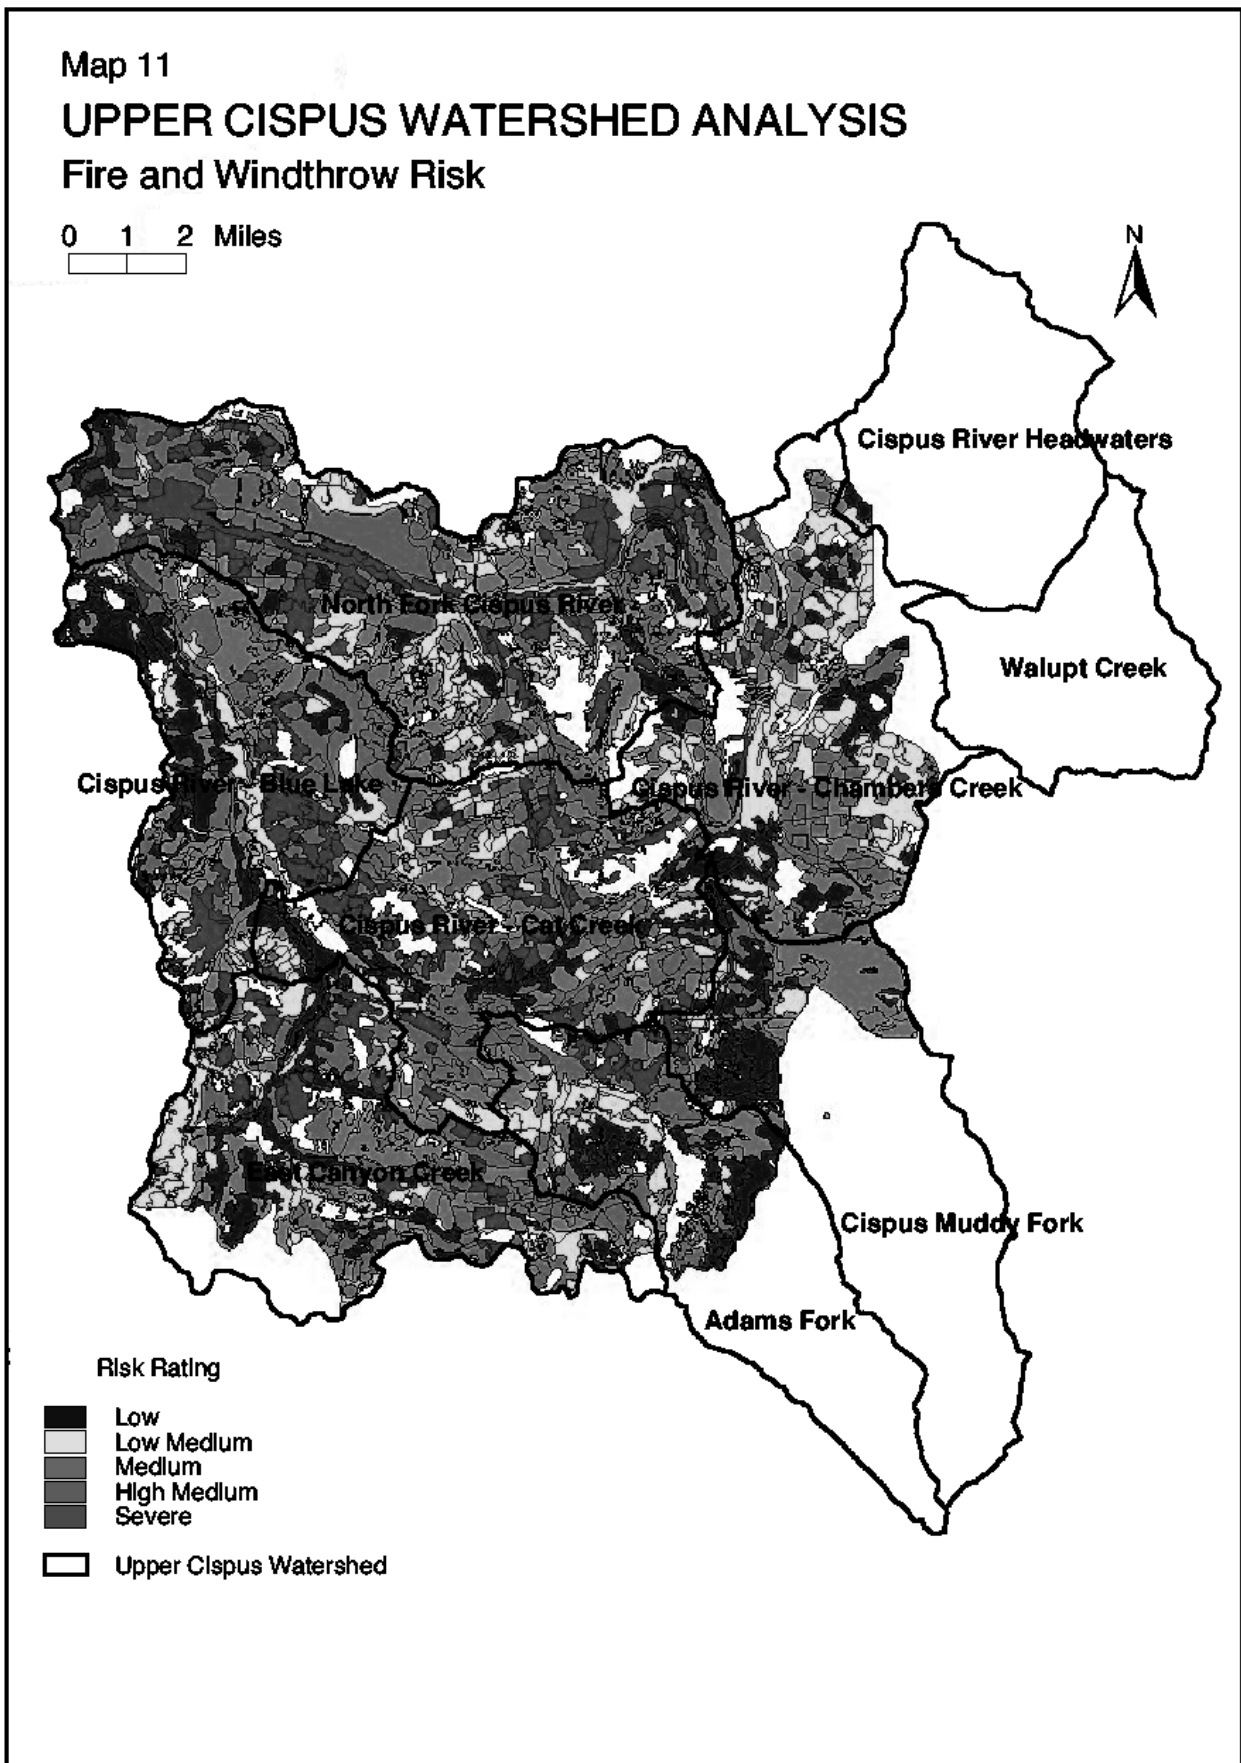 Map 11
UPPER CISPUS WATERSHED ANALYSIS
Fire and Windthrow Risk
0 1 2 Miles
N
Cispus River Headwaters
North Fork Cispus River
Walupt Creek
Cispus River - Blue Lake
Cispus River - Chambers Creek
Cispus River - Cat Creek
East Canyon Creek
Cispus Muddy Fork
Adams Fork
Risk Rating
Low
Low Medium
Medium
High Medium
Severe
Upper Cispus Watershed